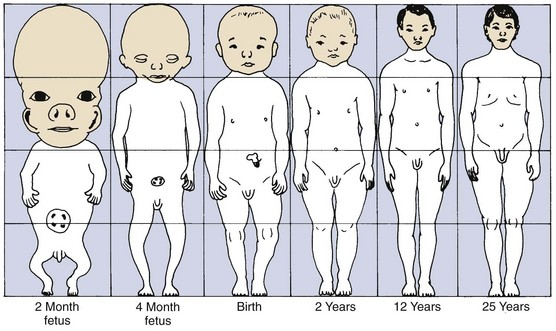 2 Month
fetus
4 Month
fetus
Birth
2 Years
12 Years
25 Years